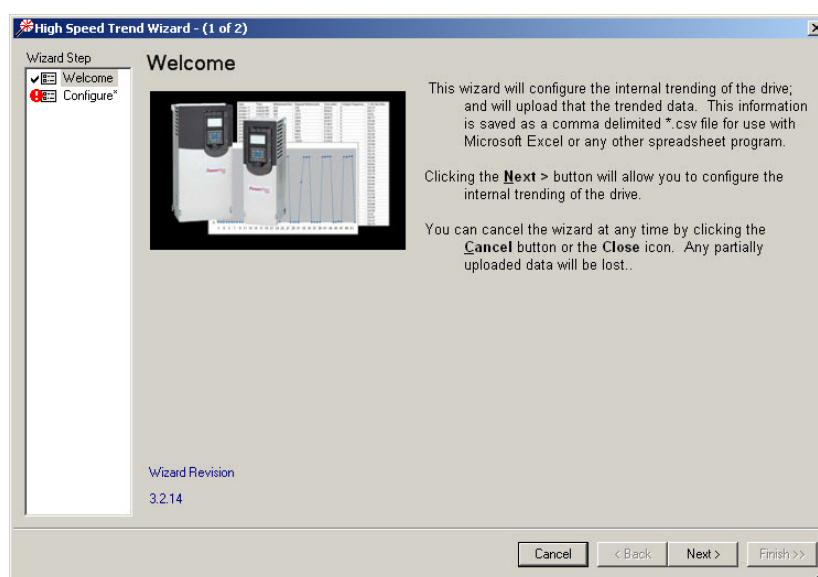 High Speed Trend Wizard - (1 of 2)
Wizard Step
Welcome
Configure*
Welcome
This wizard will configure the internal trending of the drive;
and will upload that the trended data. This information
is saved as a comma delimited *.csv file for use with
Microsoft Excel or any other spreadsheet program.
Clicking the Next > button will allow you to configure the
internal trending of the drive.
You can cancel the wizard at any time by clicking the
Cancel button or the Close icon. Any partially
uploaded data will be lost..
Wizard Revision
3.2.14
Cancel
< Back
Next >
Finish >>